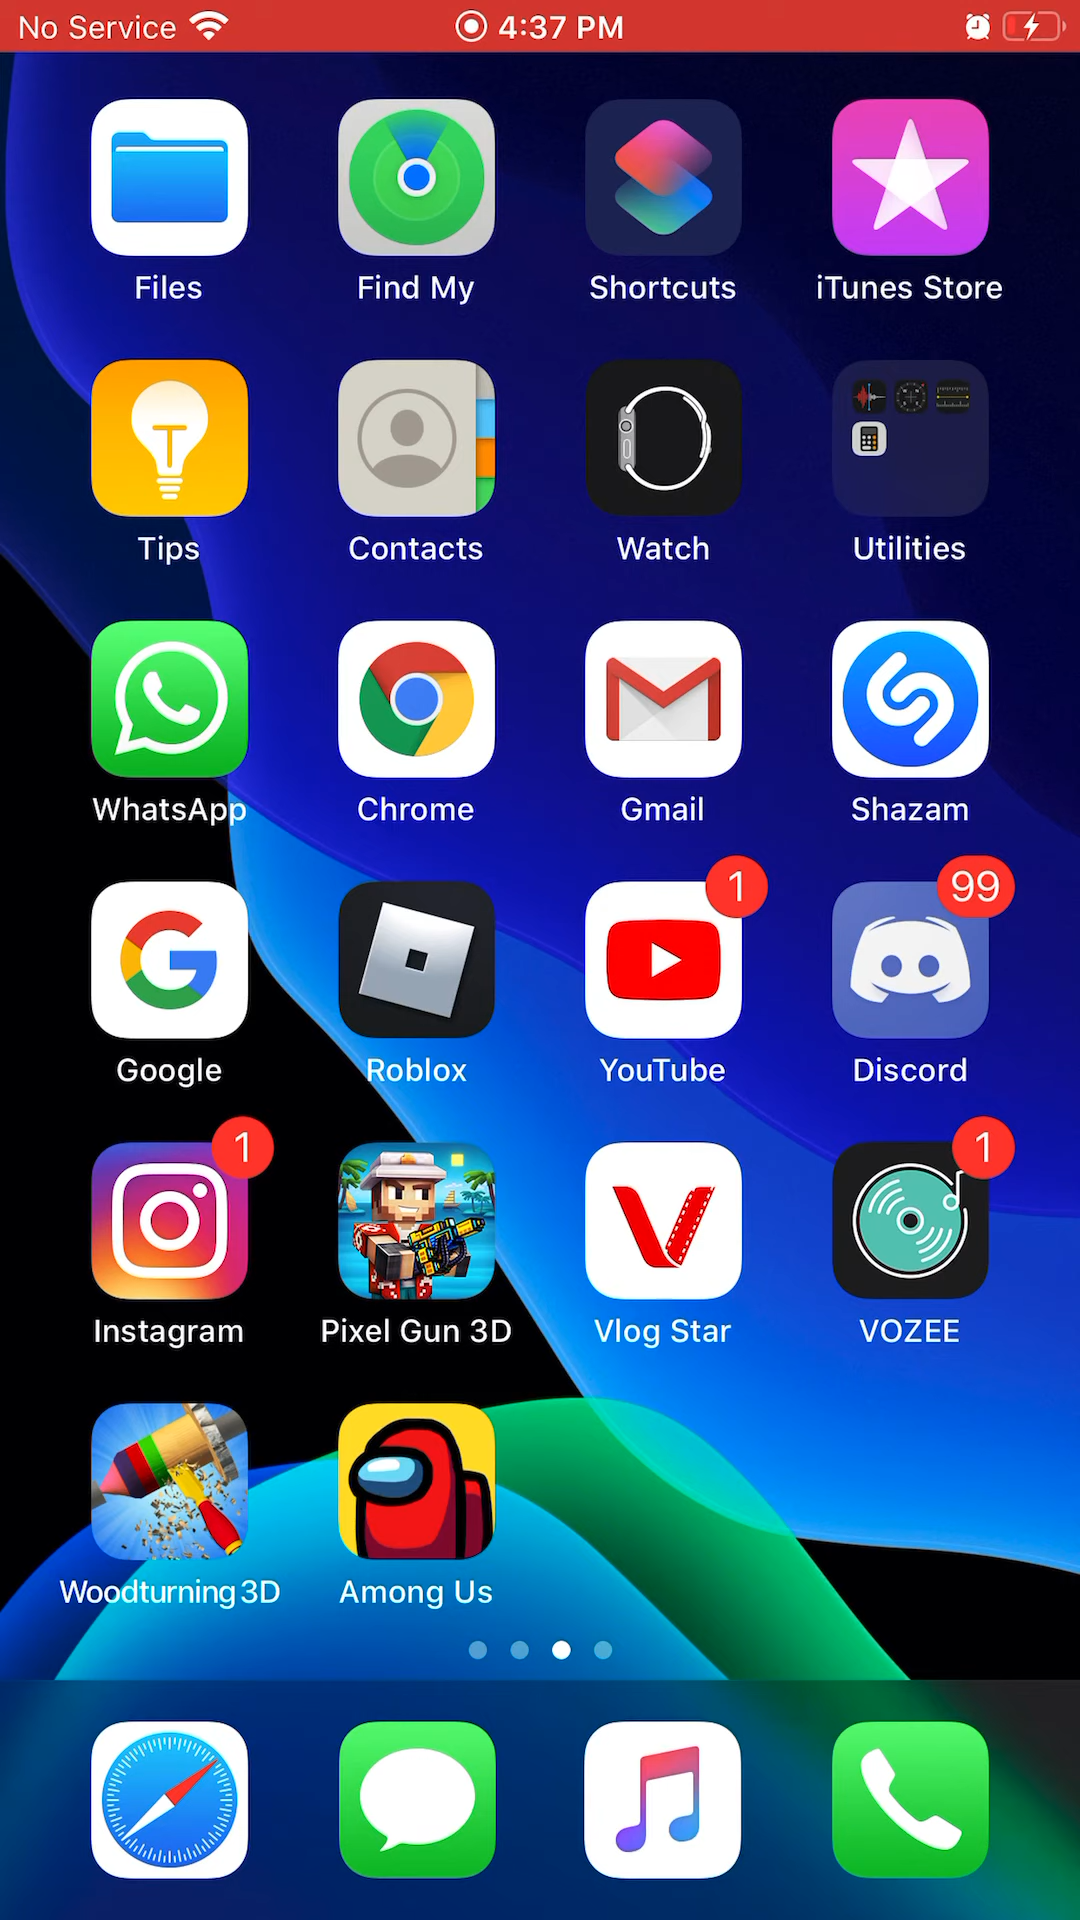 No Service 4:37 PM
Files Find My Shortcuts iTunes Store
Tips Contacts Watch Utilities
WhatsApp Chrome Gmail Shazam
1 99
Google Roblox YouTube Discord
1 1
Instagram Pixel Gun 3D Vlog Star VOZEE
Woodturning 3D Among Us